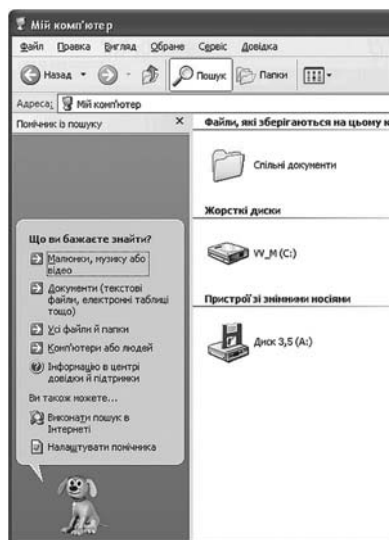 Мій комп'ютер
Файл Правка Вигляд Обране Сервіс Довідка
Назад Пошук Папки
Адреса: Мій комп'ютер
Помічник із пошуку
Файли, які зберігаються на цьому к
Спільні документи
Жорсткі диски
W_M (C:)
Пристрої зі знімними носіями
Диск 3,5 (A:)
Що ви бажаєте знайти?
Малюнки, музику або
відео
Документи (текстові
файли, електронні таблиці
тощо)
Усі файли й папки
Комп'ютери або людей
Інформацію в центрі
довідки й підтримки
Ви також можете...
Виконати пошук в
Інтернеті
Налаштувати помічника